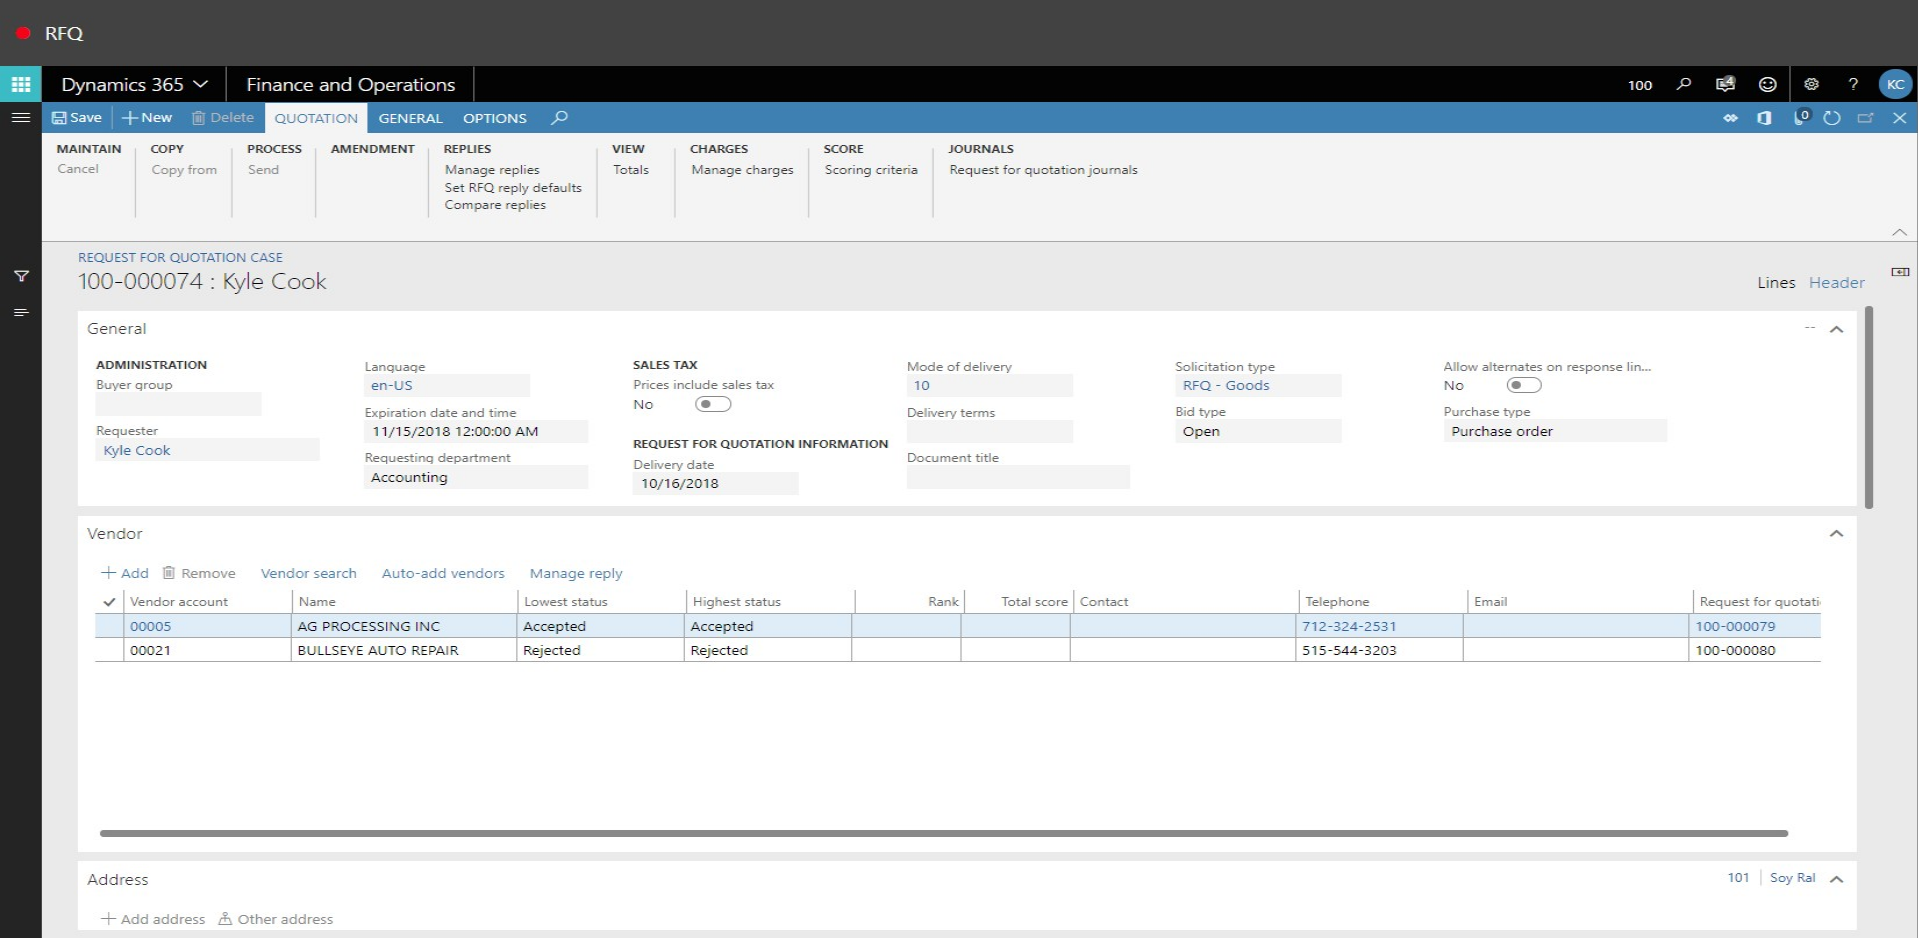 RFQ
Dynamics 365 Finance and Operations 100 4 ? KC
Save New Delete QUOTATION GENERAL OPTIONS 0
MAINTAIN COPY PROCESS AMENDMENT REPLIES VIEW CHARGES SCORE JOURNALS
Cancel Copy from Send Manage replies Totals Manage charges Scoring criteria Request for quotation journals
Set RFQ reply defaults
Compare replies
REQUEST FOR QUOTATION CASE
100-000074 : Kyle Cook
Lines Header
General --
ADMINISTRATION
Buyer group
Requester
Kyle Cook
Language
en-US
Expiration date and time
11/15/2018 12:00:00 AM
Requesting department
Accounting
SALES TAX
Prices include sales tax
No
REQUEST FOR QUOTATION INFORMATION
Delivery date
10/16/2018
Mode of delivery
10
Delivery terms
Document title
Solicitation type
RFQ - Goods
Bid type
Open
Allow alternates on response lin...
No
Purchase type
Purchase order
Vendor
Add Remove Vendor search Auto-add vendors Manage reply
Vendor account Name Lowest status Highest status Rank Total score Contact Telephone Email Request for quotati
00005 AG PROCESSING INC Accepted Accepted 712-324-2531 100-000079
00021 BULLSEYE AUTO REPAIR Rejected Rejected 515-544-3203 100-000080
Address 101 Soy Ral
Add address Other address